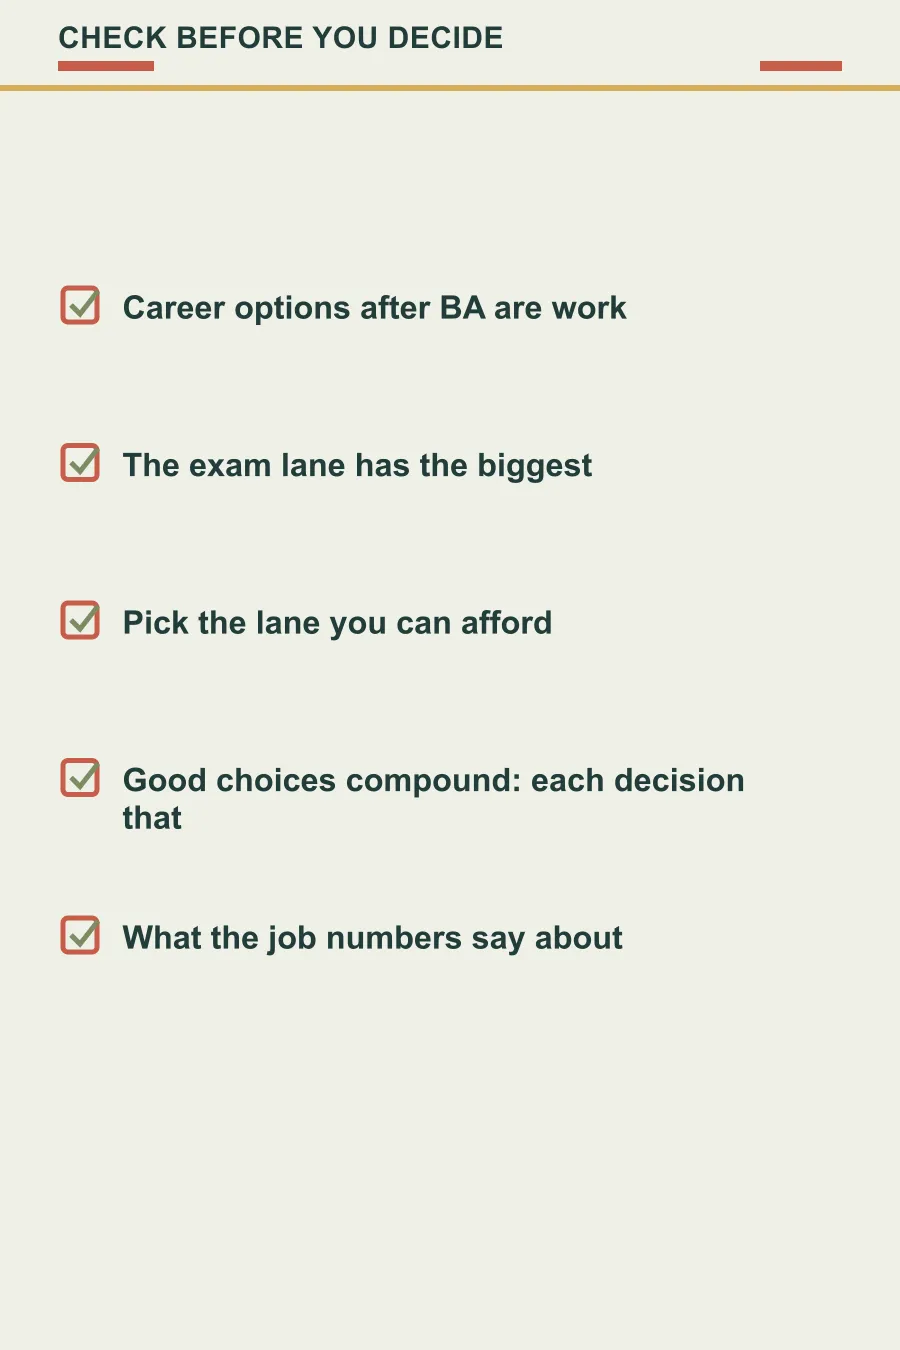 CHECK BEFORE YOU DECIDE
Career options after BA are work
The exam lane has the biggest
Pick the lane you can afford
Good choices compound: each decision
that
What the job numbers say about